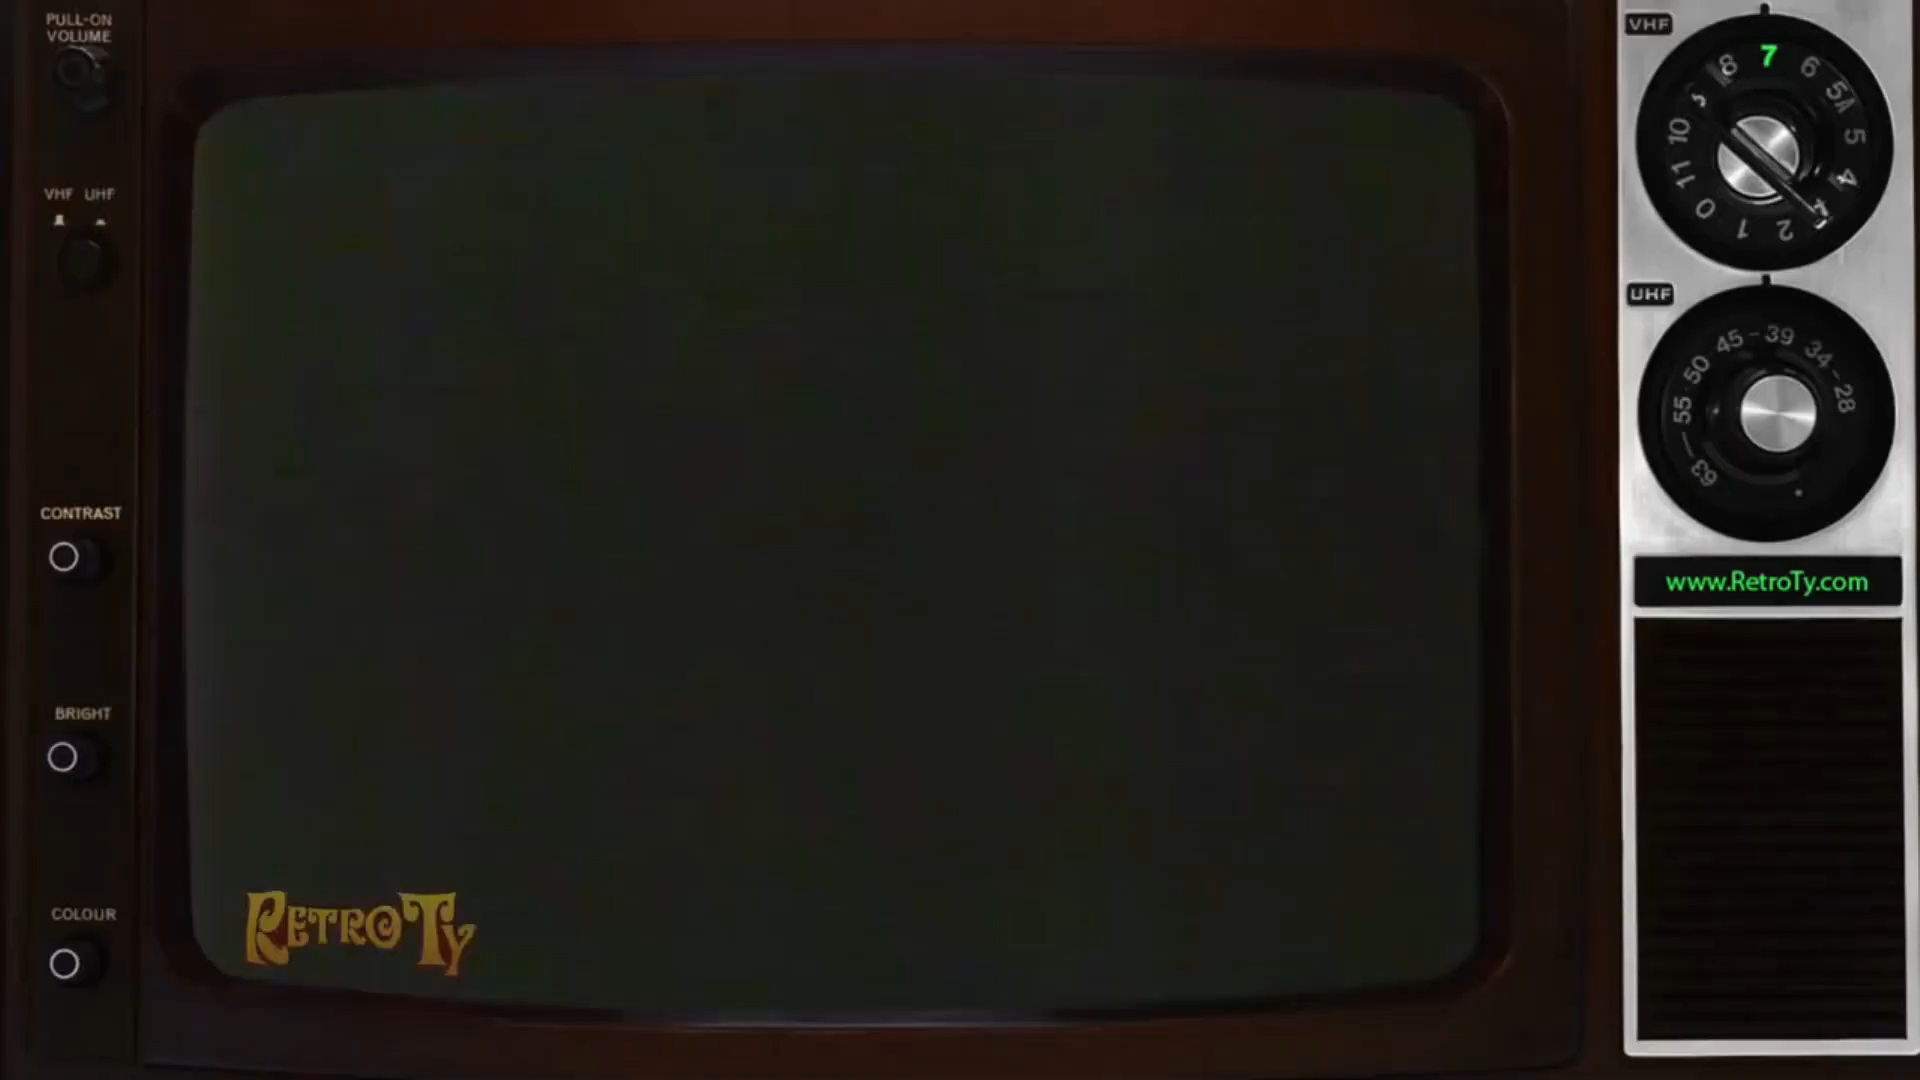 PULL-ON
VOLUME
VHF UHF
CONTRAST
BRIGHT
COLOUR
RETROTY
VHF
7
6
5A
5
4
2
1
0
11
10
8
UHF
63 55 50 45 39 34 28
www.RetroTy.com